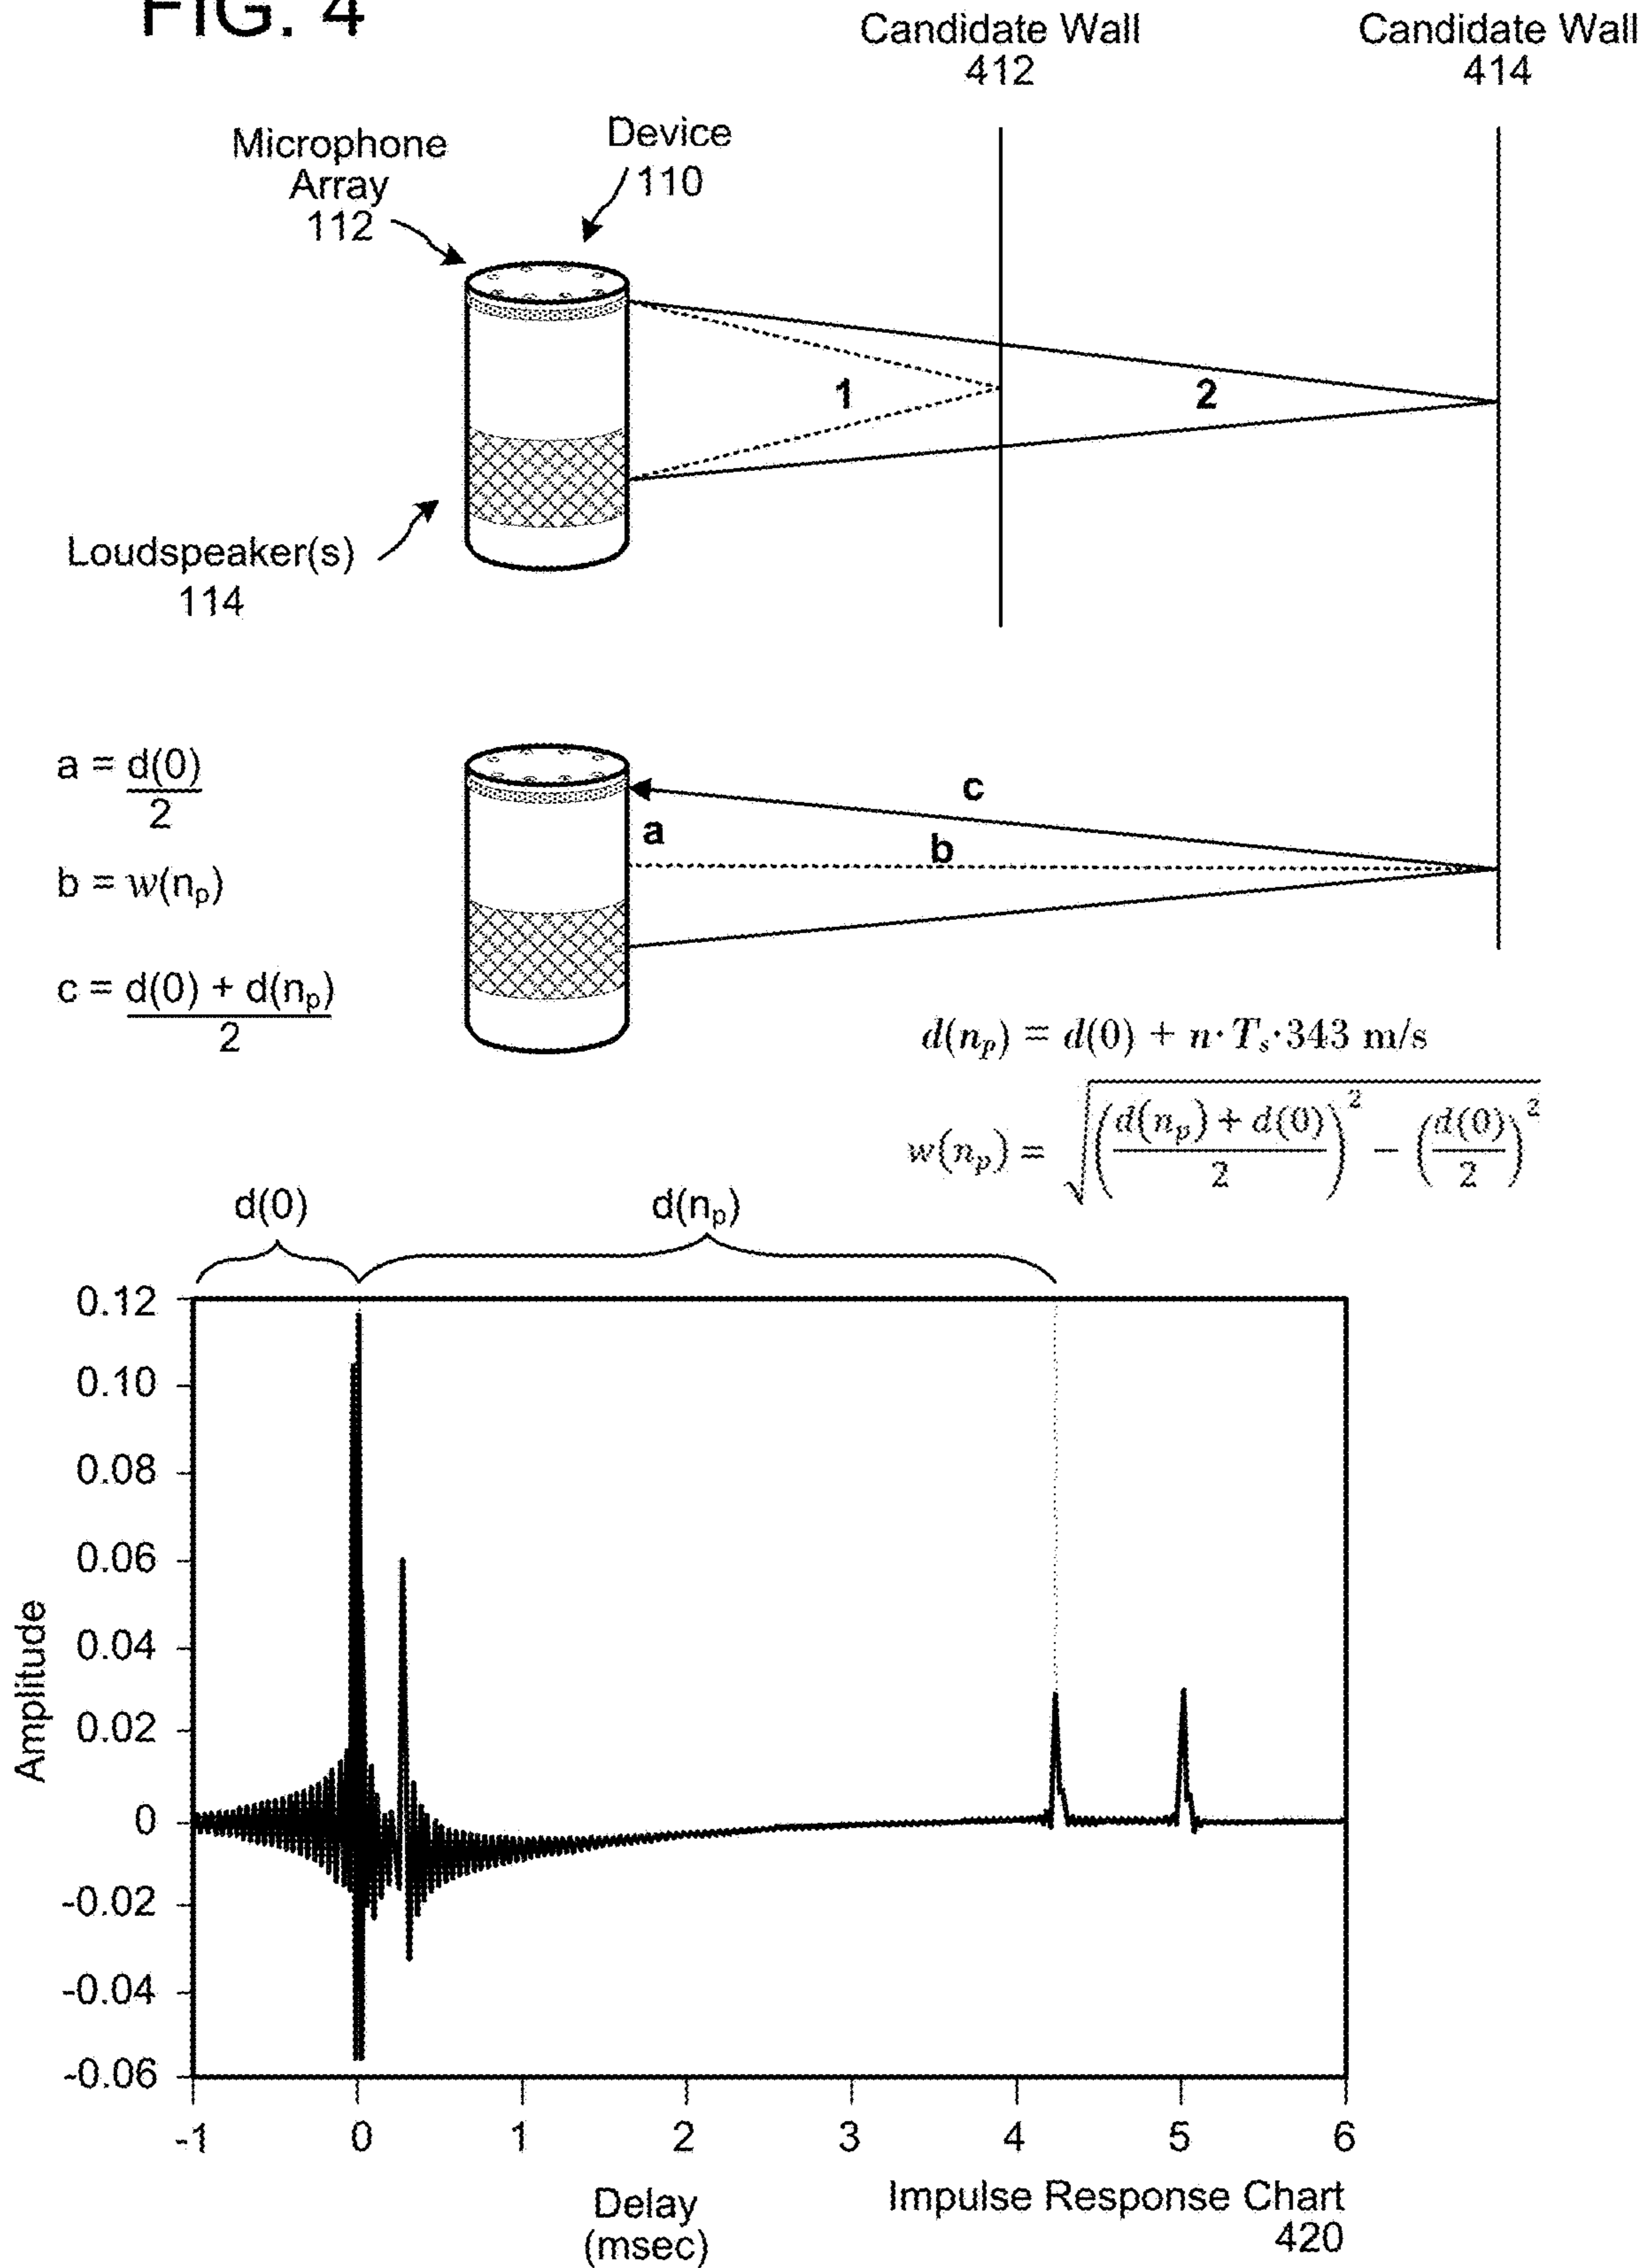 FIG. 4
Candidate Wall
412
Candidate Wall
414
Microphone
Array
112
Device
110
1
2
Loudspeaker(s)
114
a = d(0)/2
b = w(nₚ)
c = (d(0) + d(nₚ))/2
c
a
b
d(nₚ) = d(0) + n·Tₛ·343 m/s
w(nₚ) = √(((d(nₚ) + d(0))/2)² − (d(0)/2)²)
d(0)
d(nₚ)
0.12
0.10
0.08
0.06
0.04
0.02
0
-0.02
-0.04
-0.06
Amplitude
-1 0 1 2 3 4 5 6
Delay
(msec)
Impulse Response Chart
420